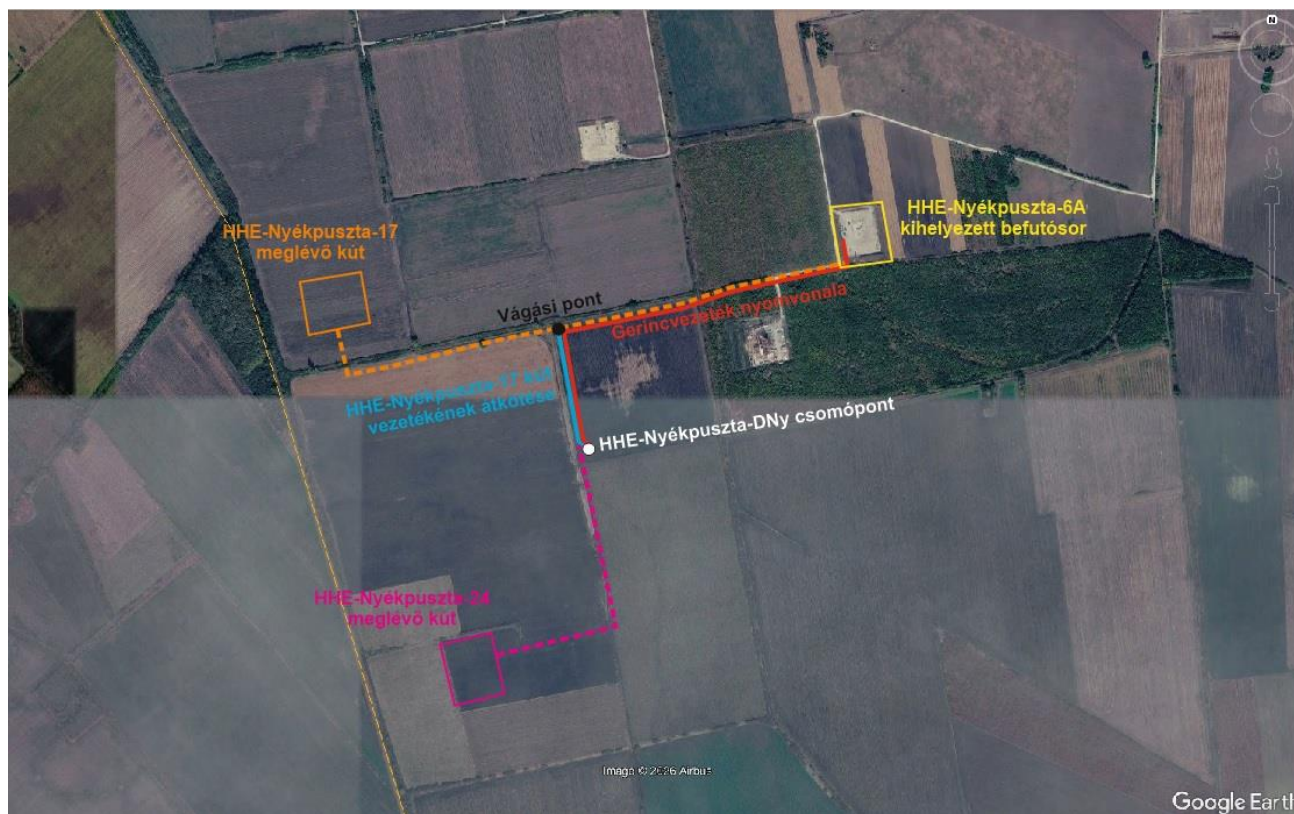 N
HHE-Nyékpuszta-6A
kihelyezett befutósor
HHE-Nyékpuszta-17
meglévő kút
Vágási pont
Gerincvezeték nyomvonala
HHE-Nyékpuszta-17 kút
vezetékének átkötése
HHE-Nyékpuszta-DNy csomópont
HHE-Nyékpuszta-24
meglévő kút
Image © 2026 Airbus
Google Earth